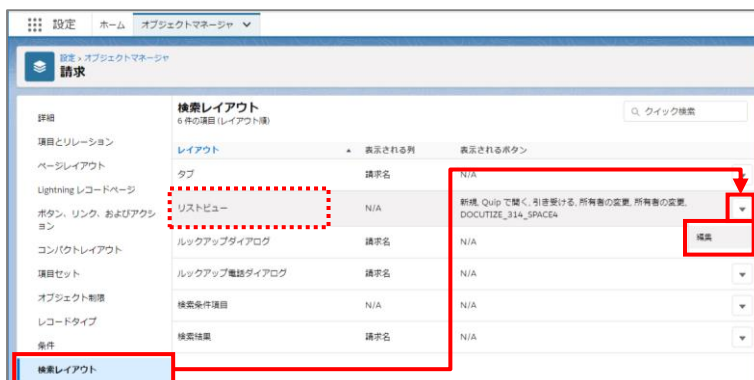 設定 ホーム オブジェクトマネージャ
設定 > オブジェクトマネージャ
請求
詳細
項目とリレーション
ページレイアウト
Lightning レコードページ
ボタン、リンク、およびアクション
コンパクトレイアウト
項目セット
オブジェクト制限
レコードタイプ
条件
検索レイアウト
検索レイアウト
6 件の項目 (レイアウト順)
クイック検索
レイアウト 表示される列 表示されるボタン
タブ 請求名 N/A
リストビュー N/A 新規, Quip で開く, 引き受ける, 所有者の変更, 所有者の変更,
DOCUTIZE_314_SPACE4
編集
ルックアップダイアログ 請求名 N/A
ルックアップ電話ダイアログ 請求名 N/A
検索条件項目 N/A N/A
検索結果 請求名 N/A